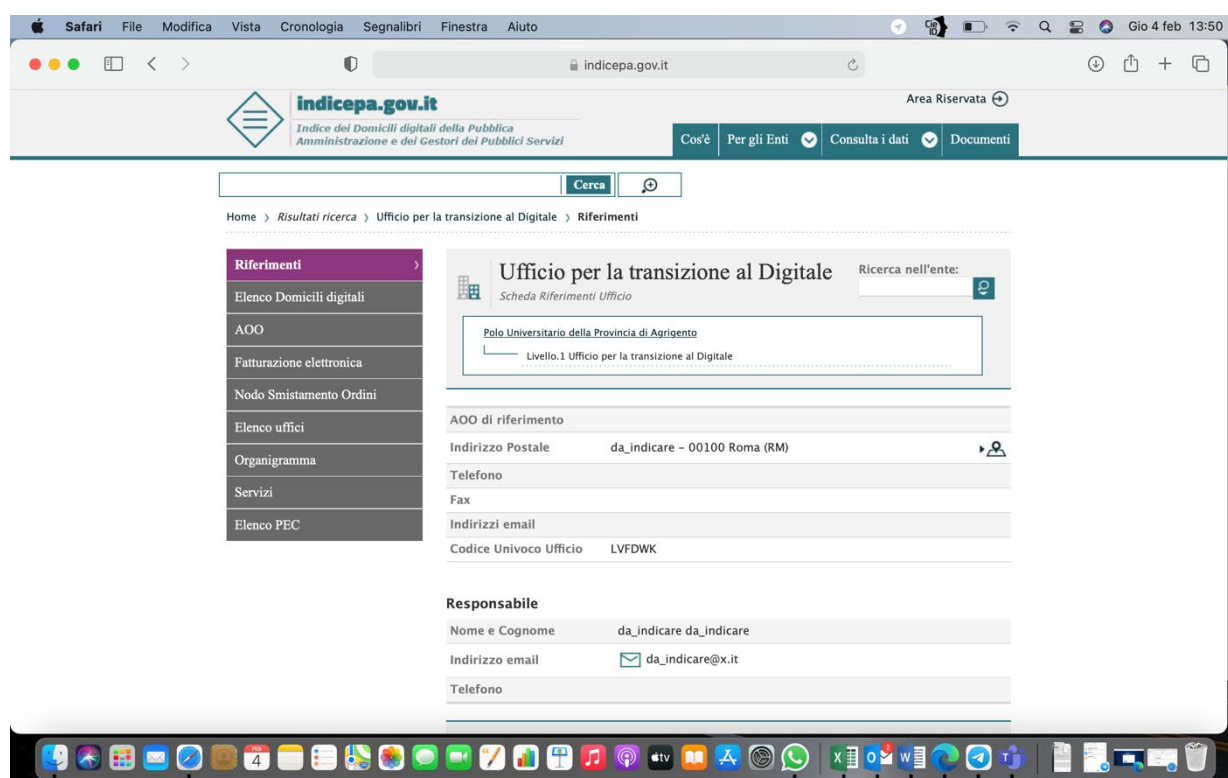 Safari File Modifica Vista Cronologia Segnalibri Finestra Aiuto Gio 4 feb 13:50
indicepa.gov.it
indicepa.gov.it
Area Riservata
Indice dei Domicili digitali della Pubblica
Amministrazione e dei Gestori dei Pubblici Servizi
Cos'è Per gli Enti Consulta i dati Documenti
Cerca
Home > Risultati ricerca > Ufficio per la transizione al Digitale > Riferimenti
Riferimenti
Elenco Domicili digitali
AOO
Fatturazione elettronica
Nodo Smistamento Ordini
Elenco uffici
Organigramma
Servizi
Elenco PEC
Ufficio per la transizione al Digitale
Scheda Riferimenti Ufficio
Ricerca nell'ente:
Polo Universitario della Provincia di Agrigento
Livello.1 Ufficio per la transizione al Digitale
AOO di riferimento
Indirizzo Postale da_indicare - 00100 Roma (RM)
Telefono
Fax
Indirizzi email
Codice Univoco Ufficio LVFDWK
Responsabile
Nome e Cognome da_indicare da_indicare
Indirizzo email da_indicare@x.it
Telefono